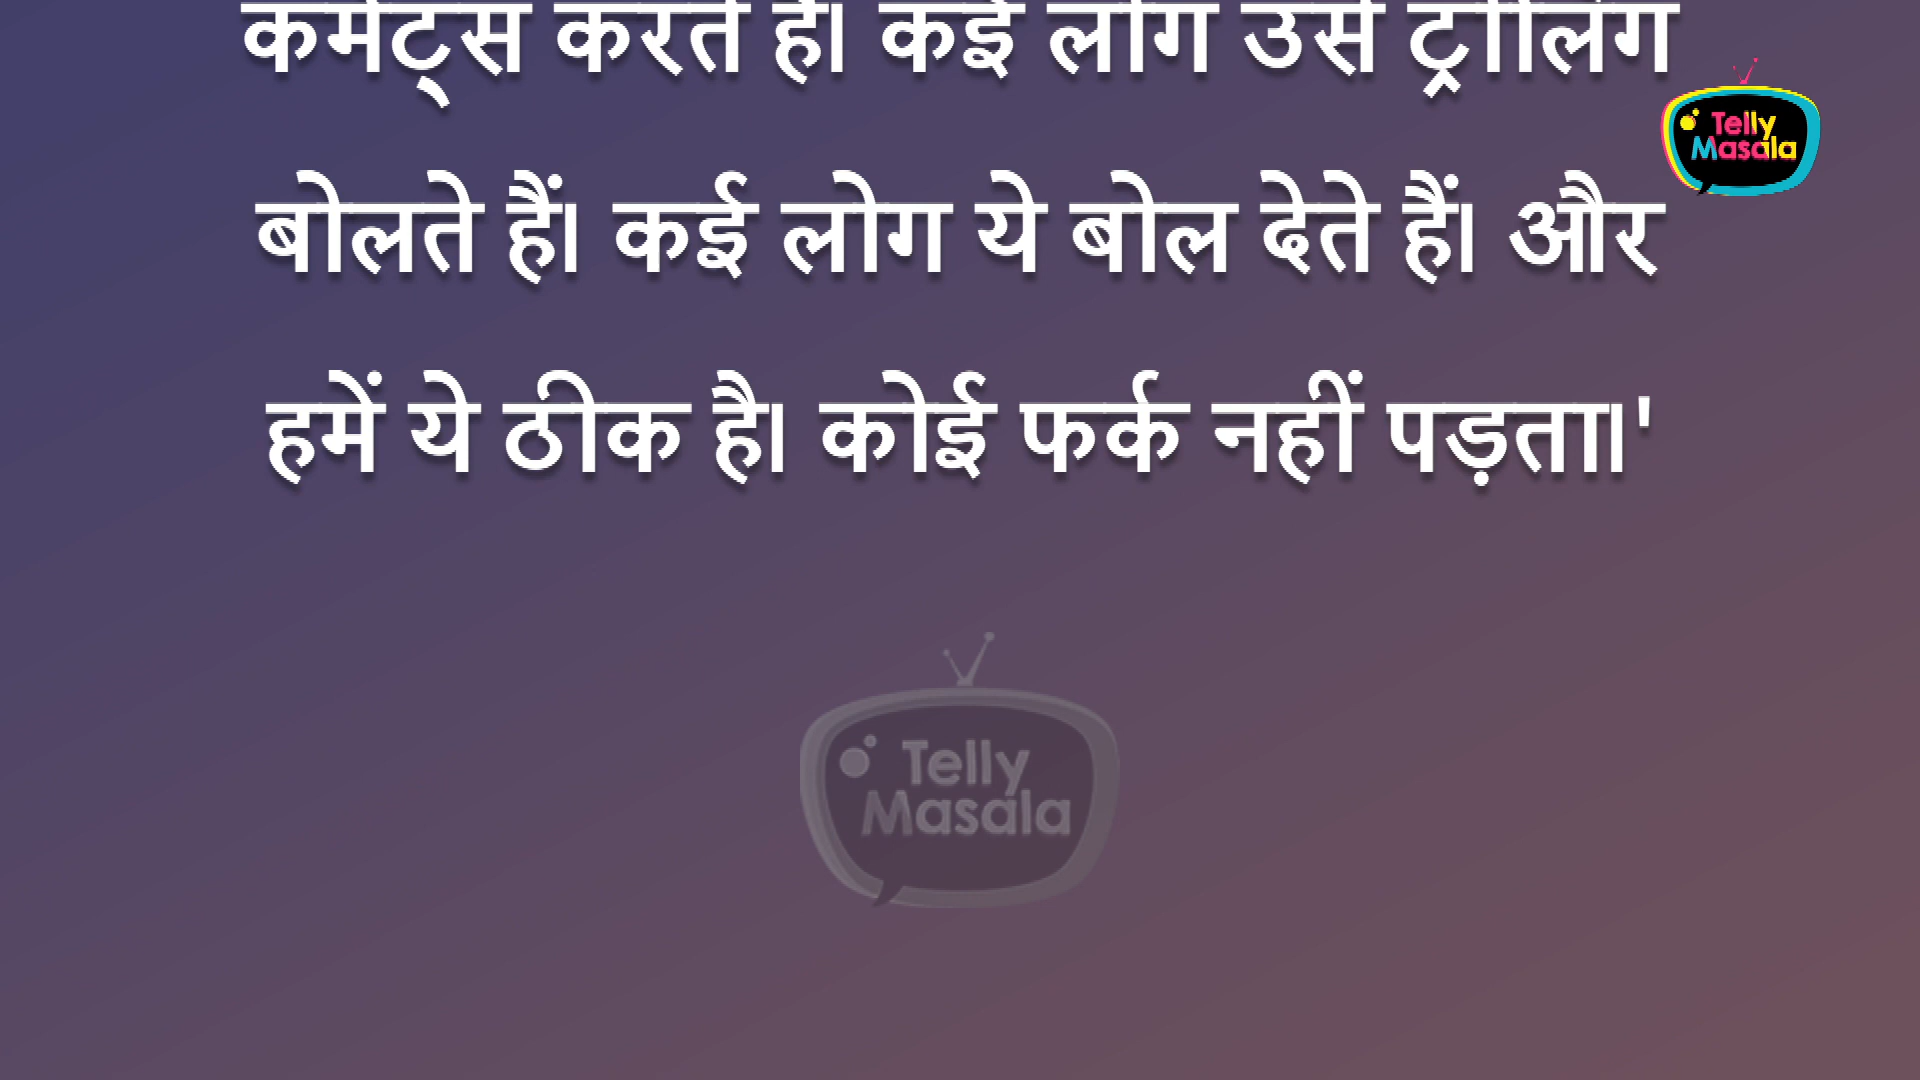 कमेंट्स करते हैं। कई लोग उसे ट्रोलिंग
Telly
Masala
बोलते हैं। कई लोग ये बोल देते हैं। और
हमें ये ठीक है। कोई फर्क नहीं पड़ता।'
Telly
Masala